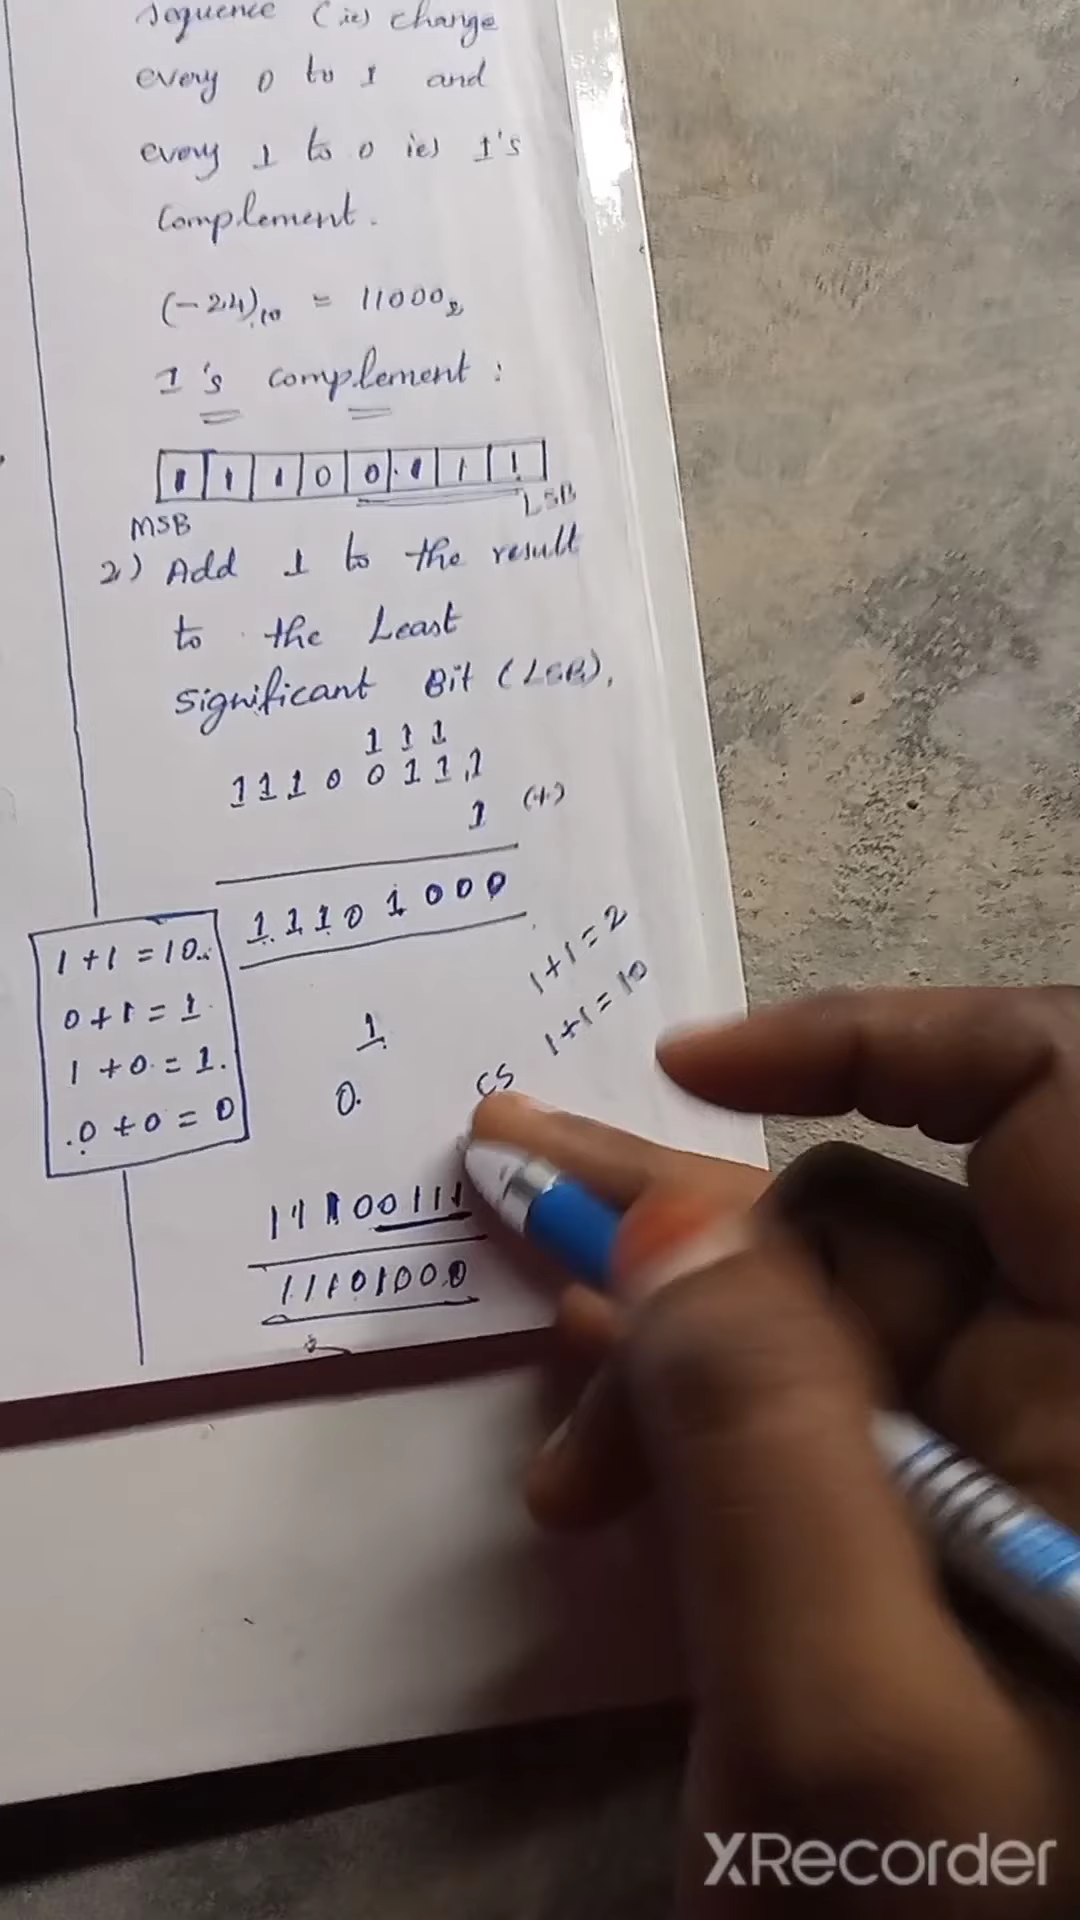 sequence (ie) change
every 0 to 1 and
every 1 to 0 ie) 1's
complement.
(-24)₁₀ = 11000₂
1's complement :
1 1 1 0 0 1 1 1
MSB LSB
2) Add 1 to the result
to the Least
significant Bit (LSB),
1 1 1
1 1 1 0 0 1 1 1
1 (+)
1 1 1 0 1 0 0 0
1+1 = 10
0+1 = 1
1+0 = 1.
0+0 = 0
1+1=2
1+1=10
1
0
CS
11100111
11101000
XRecorder